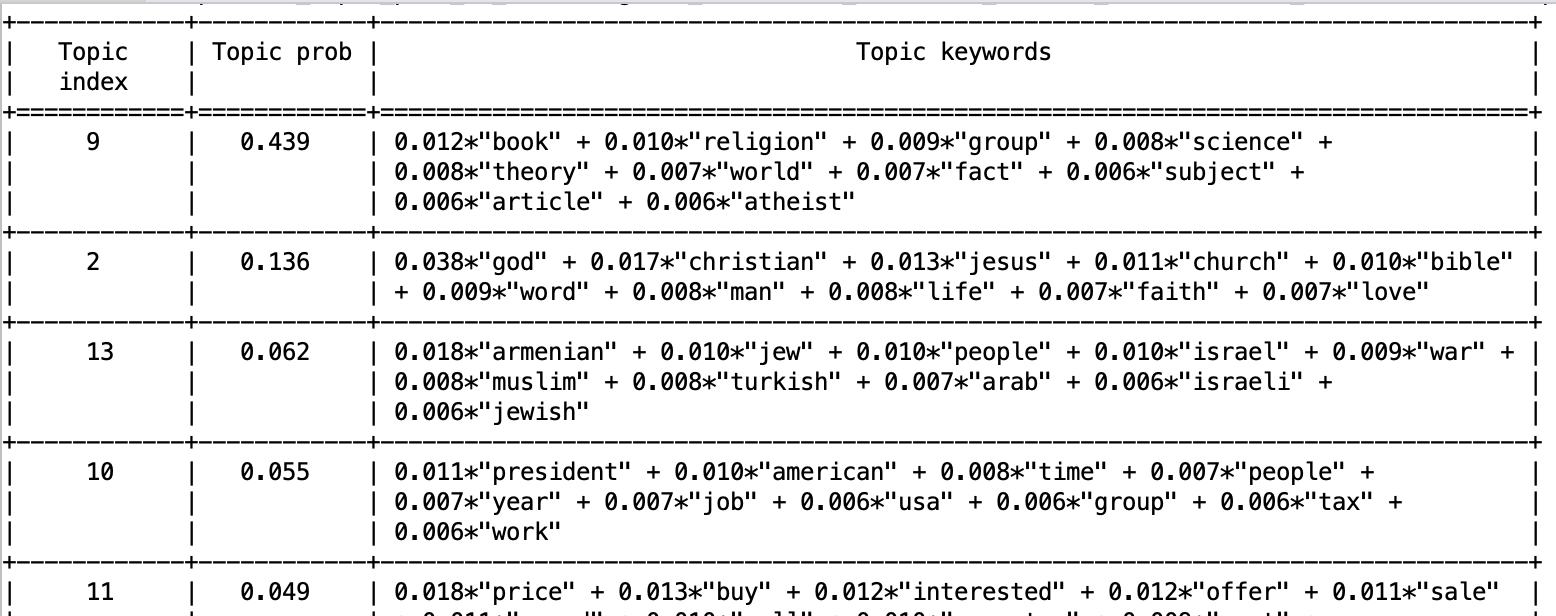 Topic index | Topic prob | Topic keywords
9 | 0.439 | 0.012*"book" + 0.010*"religion" + 0.009*"group" + 0.008*"science" +
0.008*"theory" + 0.007*"world" + 0.007*"fact" + 0.006*"subject" +
0.006*"article" + 0.006*"atheist"
2 | 0.136 | 0.038*"god" + 0.017*"christian" + 0.013*"jesus" + 0.011*"church" + 0.010*"bible"
+ 0.009*"word" + 0.008*"man" + 0.008*"life" + 0.007*"faith" + 0.007*"love"
13 | 0.062 | 0.018*"armenian" + 0.010*"jew" + 0.010*"people" + 0.010*"israel" + 0.009*"war" +
0.008*"muslim" + 0.008*"turkish" + 0.007*"arab" + 0.006*"israeli" +
0.006*"jewish"
10 | 0.055 | 0.011*"president" + 0.010*"american" + 0.008*"time" + 0.007*"people" +
0.007*"year" + 0.007*"job" + 0.006*"usa" + 0.006*"group" + 0.006*"tax" +
0.006*"work"
11 | 0.049 | 0.018*"price" + 0.013*"buy" + 0.012*"interested" + 0.012*"offer" + 0.011*"sale"